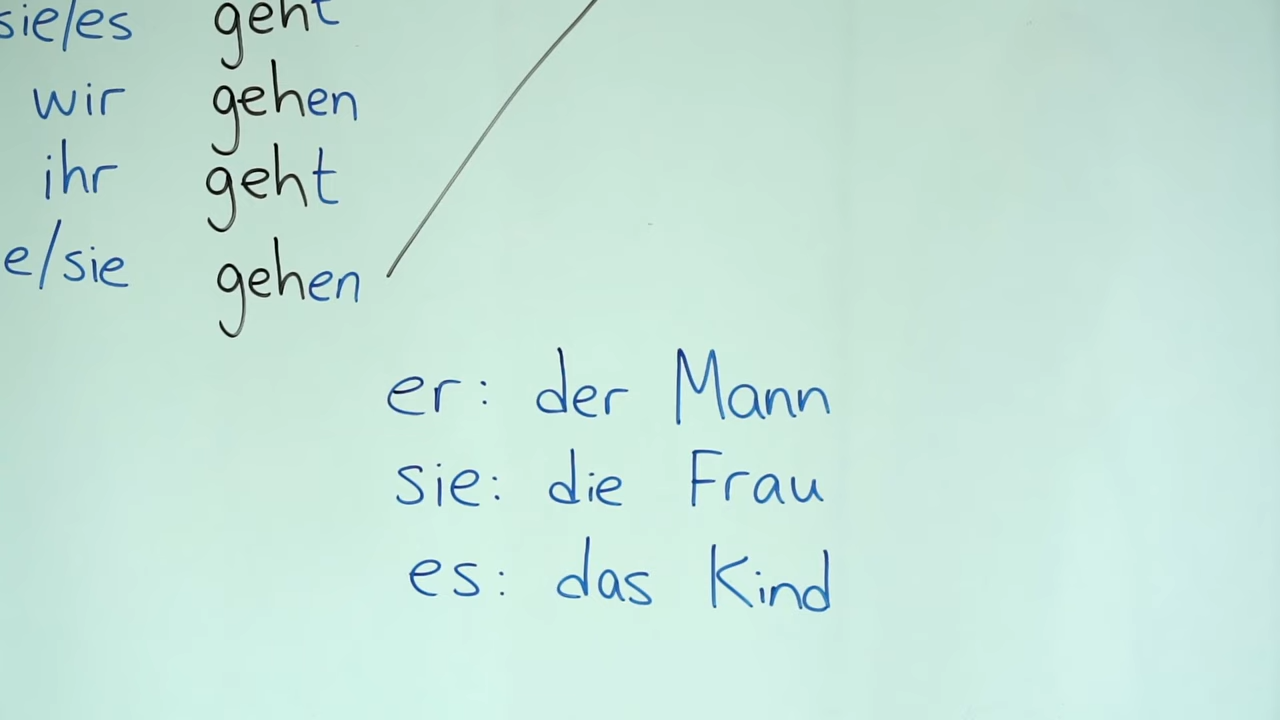 sie/es geht
wir gehen
ihr geht
e/sie gehen
er: der Mann
sie: die Frau
es: das Kind